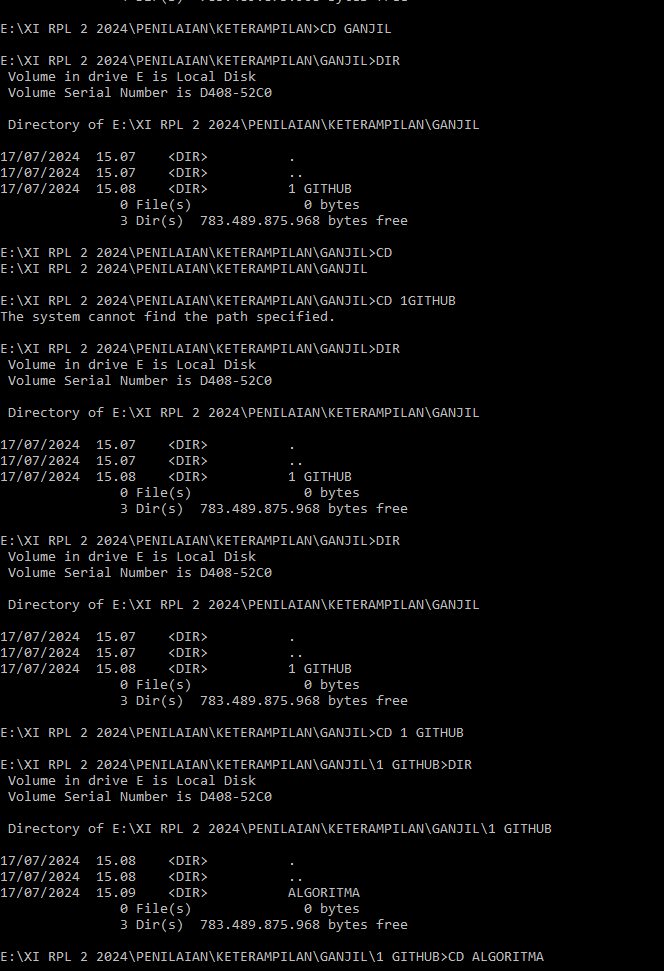 E:\XI RPL 2 2024\PENILAIAN\KETERAMPILAN>CD GANJIL
E:\XI RPL 2 2024\PENILAIAN\KETERAMPILAN\GANJIL>DIR
Volume in drive E is Local Disk
Volume Serial Number is D408-52C0
Directory of E:\XI RPL 2 2024\PENILAIAN\KETERAMPILAN\GANJIL
17/07/2024  15.07    <DIR>          .
17/07/2024  15.07    <DIR>          ..
17/07/2024  15.08    <DIR>          1 GITHUB
0 File(s)              0 bytes
3 Dir(s)  783.489.875.968 bytes free
E:\XI RPL 2 2024\PENILAIAN\KETERAMPILAN\GANJIL>CD
E:\XI RPL 2 2024\PENILAIAN\KETERAMPILAN\GANJIL
E:\XI RPL 2 2024\PENILAIAN\KETERAMPILAN\GANJIL>CD 1GITHUB
The system cannot find the path specified.
E:\XI RPL 2 2024\PENILAIAN\KETERAMPILAN\GANJIL>DIR
Volume in drive E is Local Disk
Volume Serial Number is D408-52C0
Directory of E:\XI RPL 2 2024\PENILAIAN\KETERAMPILAN\GANJIL
17/07/2024  15.07    <DIR>          .
17/07/2024  15.07    <DIR>          ..
17/07/2024  15.08    <DIR>          1 GITHUB
0 File(s)              0 bytes
3 Dir(s)  783.489.875.968 bytes free
E:\XI RPL 2 2024\PENILAIAN\KETERAMPILAN\GANJIL>DIR
Volume in drive E is Local Disk
Volume Serial Number is D408-52C0
Directory of E:\XI RPL 2 2024\PENILAIAN\KETERAMPILAN\GANJIL
17/07/2024  15.07    <DIR>          .
17/07/2024  15.07    <DIR>          ..
17/07/2024  15.08    <DIR>          1 GITHUB
0 File(s)              0 bytes
3 Dir(s)  783.489.875.968 bytes free
E:\XI RPL 2 2024\PENILAIAN\KETERAMPILAN\GANJIL>CD 1 GITHUB
E:\XI RPL 2 2024\PENILAIAN\KETERAMPILAN\GANJIL\1 GITHUB>DIR
Volume in drive E is Local Disk
Volume Serial Number is D408-52C0
Directory of E:\XI RPL 2 2024\PENILAIAN\KETERAMPILAN\GANJIL\1 GITHUB
17/07/2024  15.08    <DIR>          .
17/07/2024  15.08    <DIR>          ..
17/07/2024  15.09    <DIR>          ALGORITMA
0 File(s)              0 bytes
3 Dir(s)  783.489.875.968 bytes free
E:\XI RPL 2 2024\PENILAIAN\KETERAMPILAN\GANJIL\1 GITHUB>CD ALGORITMA